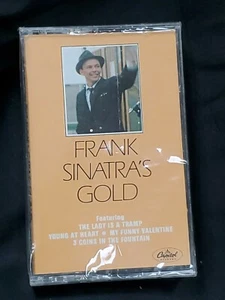 FRANK
SINATRA'S
GOLD
Featuring
THE LADY IS A TRAMP
YOUNG AT HEART • MY FUNNY VALENTINE
3 COINS IN THE FOUNTAIN
Capitol